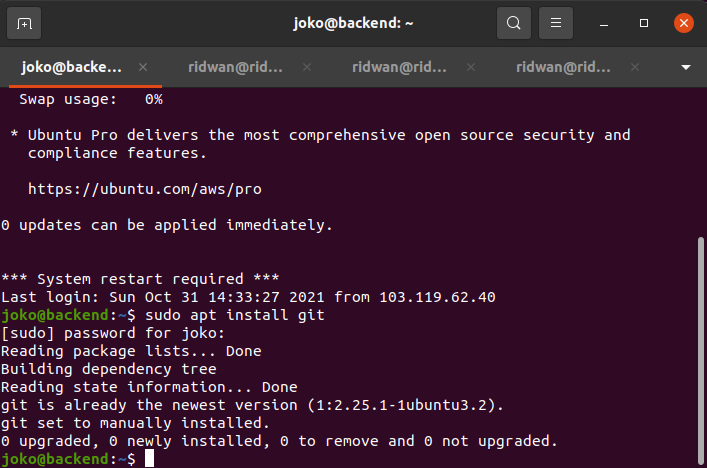 joko@backend: ~
joko@backe...
ridwan@rid...
ridwan@rid...
ridwan@rid...
Swap usage:   0%
* Ubuntu Pro delivers the most comprehensive open source security and
compliance features.
https://ubuntu.com/aws/pro
0 updates can be applied immediately.
*** System restart required ***
Last login: Sun Oct 31 14:33:27 2021 from 103.119.62.40
joko@backend:~$ sudo apt install git
[sudo] password for joko:
Reading package lists... Done
Building dependency tree
Reading state information... Done
git is already the newest version (1:2.25.1-1ubuntu3.2).
git set to manually installed.
0 upgraded, 0 newly installed, 0 to remove and 0 not upgraded.
joko@backend:~$